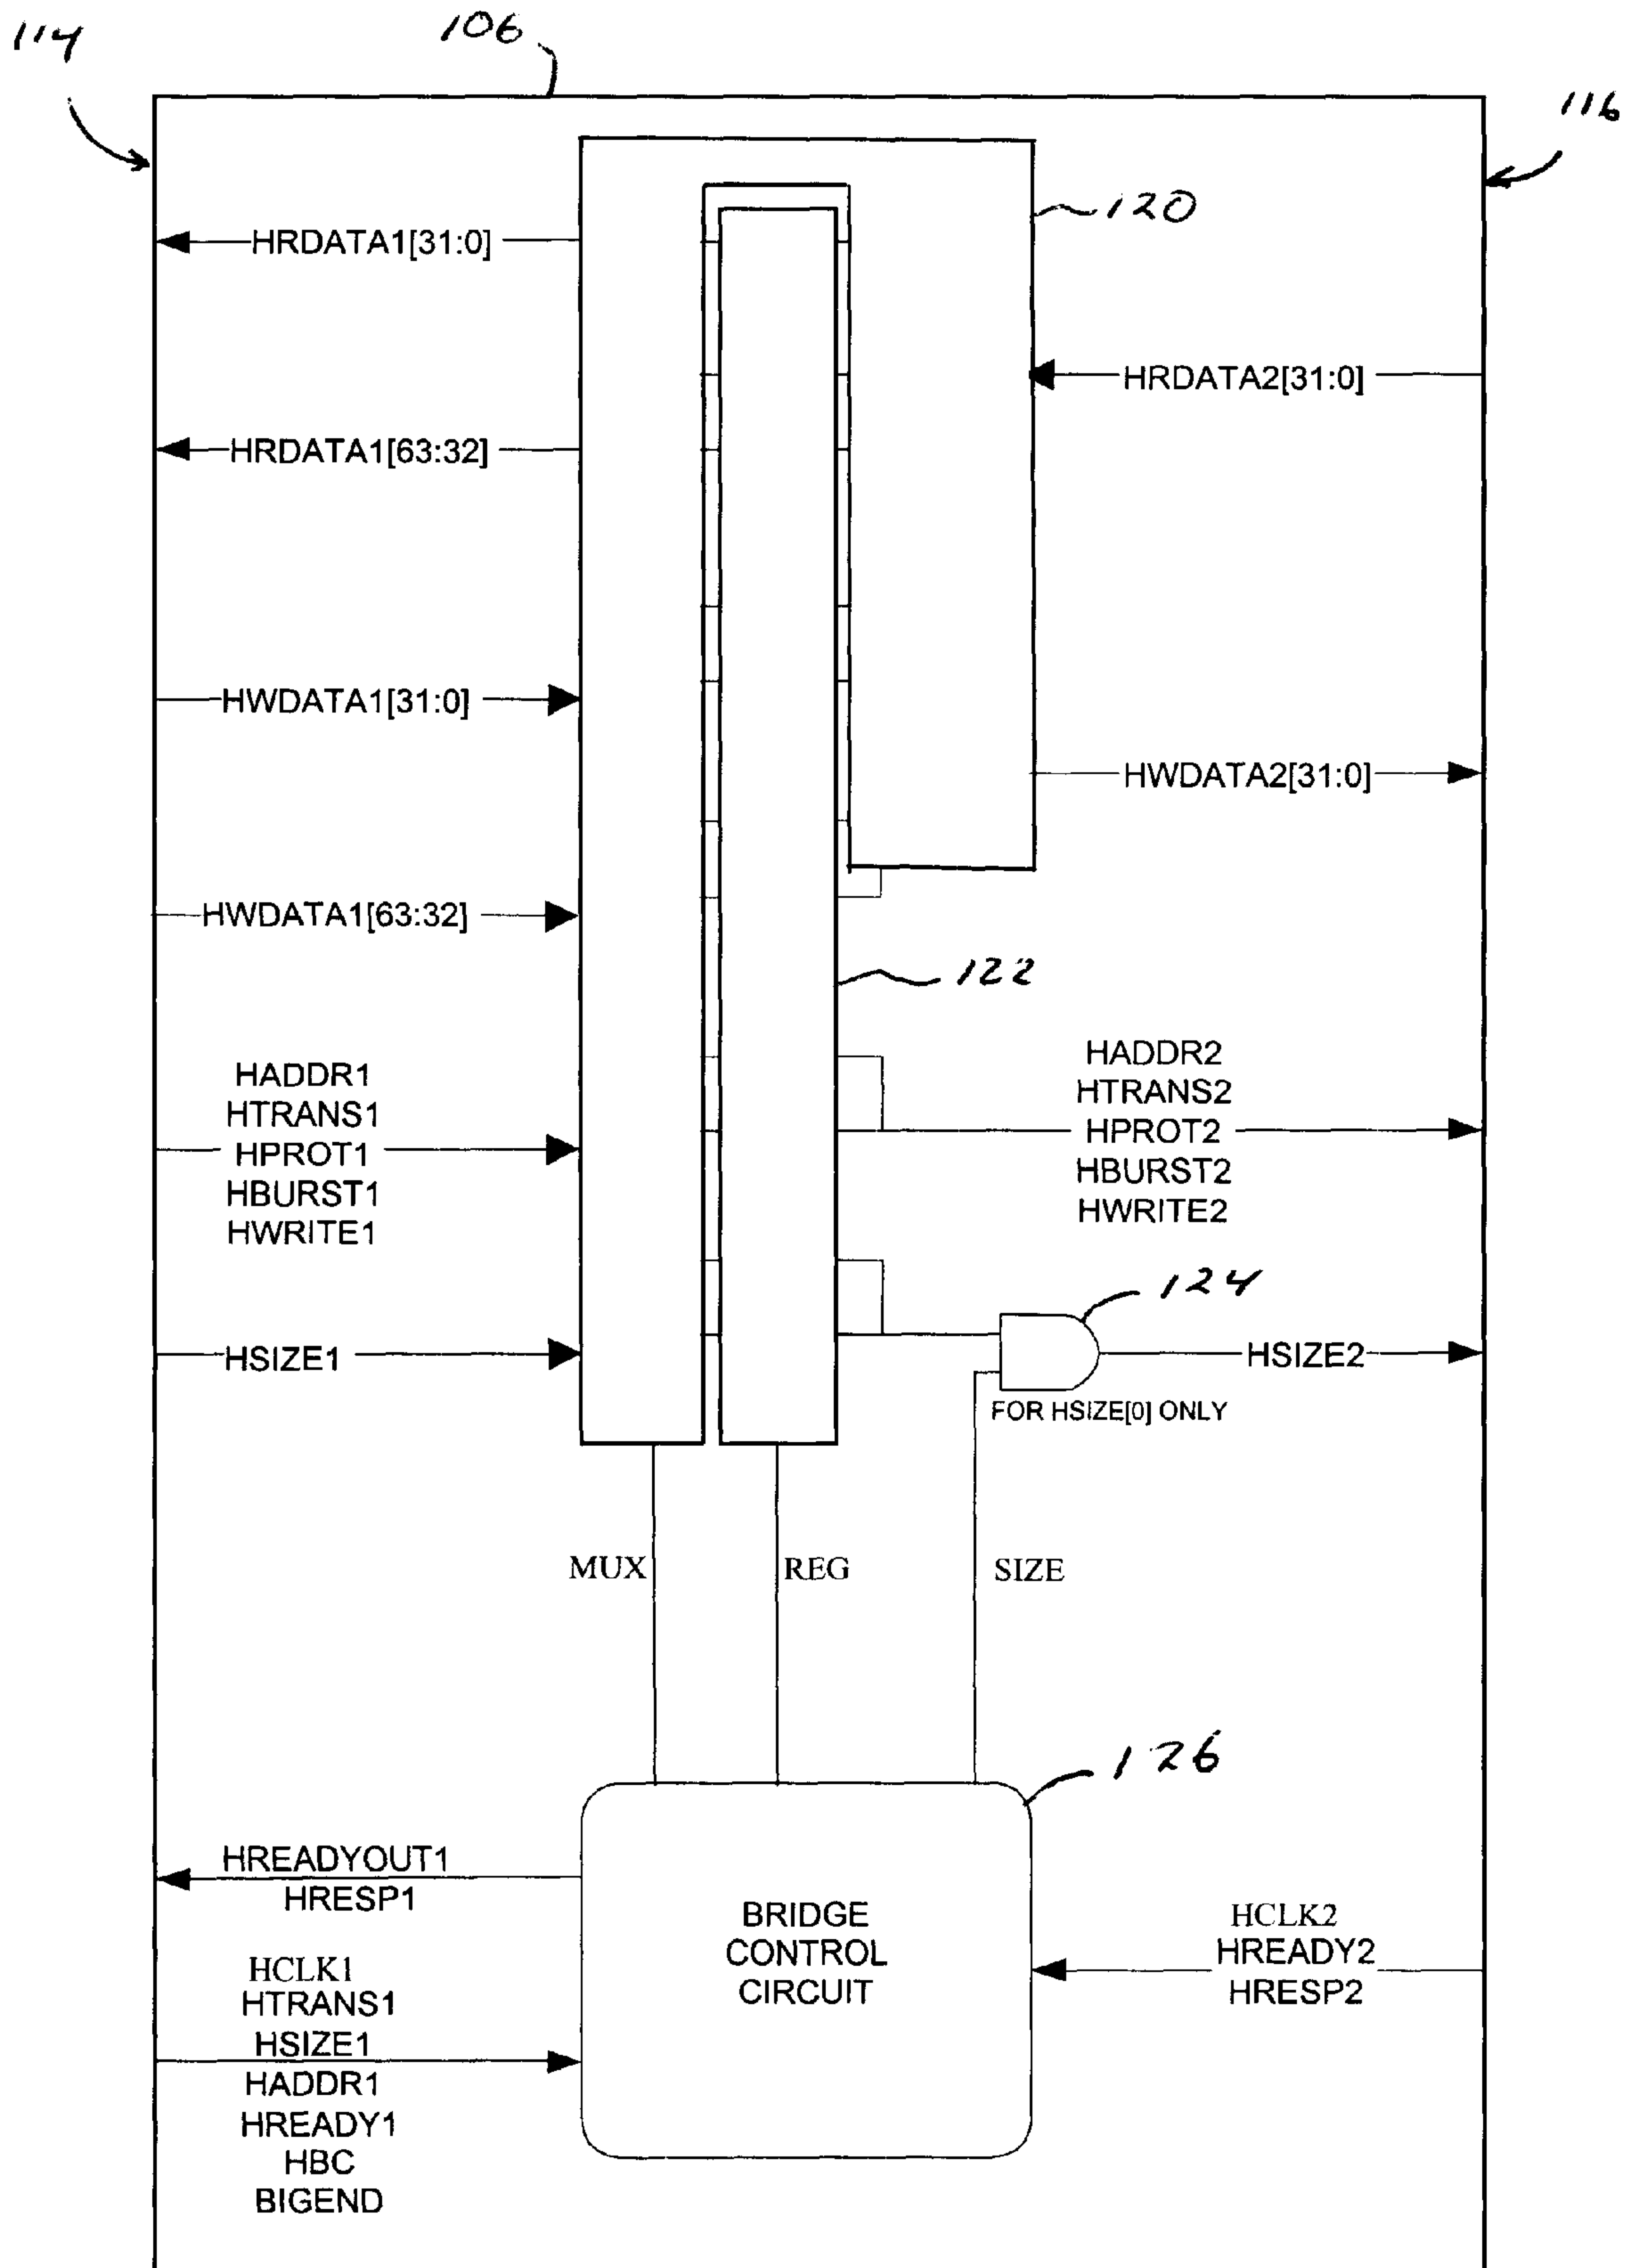 114
106
116
120
HRDATA1[31:0]
HRDATA2[31:0]
HRDATA1[63:32]
HWDATA1[31:0]
HWDATA2[31:0]
HWDATA1[63:32]
122
HADDR1
HTRANS1
HPROT1
HBURST1
HWRITE1
HADDR2
HTRANS2
HPROT2
HBURST2
HWRITE2
124
HSIZE1
HSIZE2
FOR HSIZE[0] ONLY
MUX
REG
SIZE
126
HREADYOUT1
HRESP1
BRIDGE
CONTROL
CIRCUIT
HCLK2
HREADY2
HRESP2
HCLK1
HTRANS1
HSIZE1
HADDR1
HREADY1
HBC
BIGEND